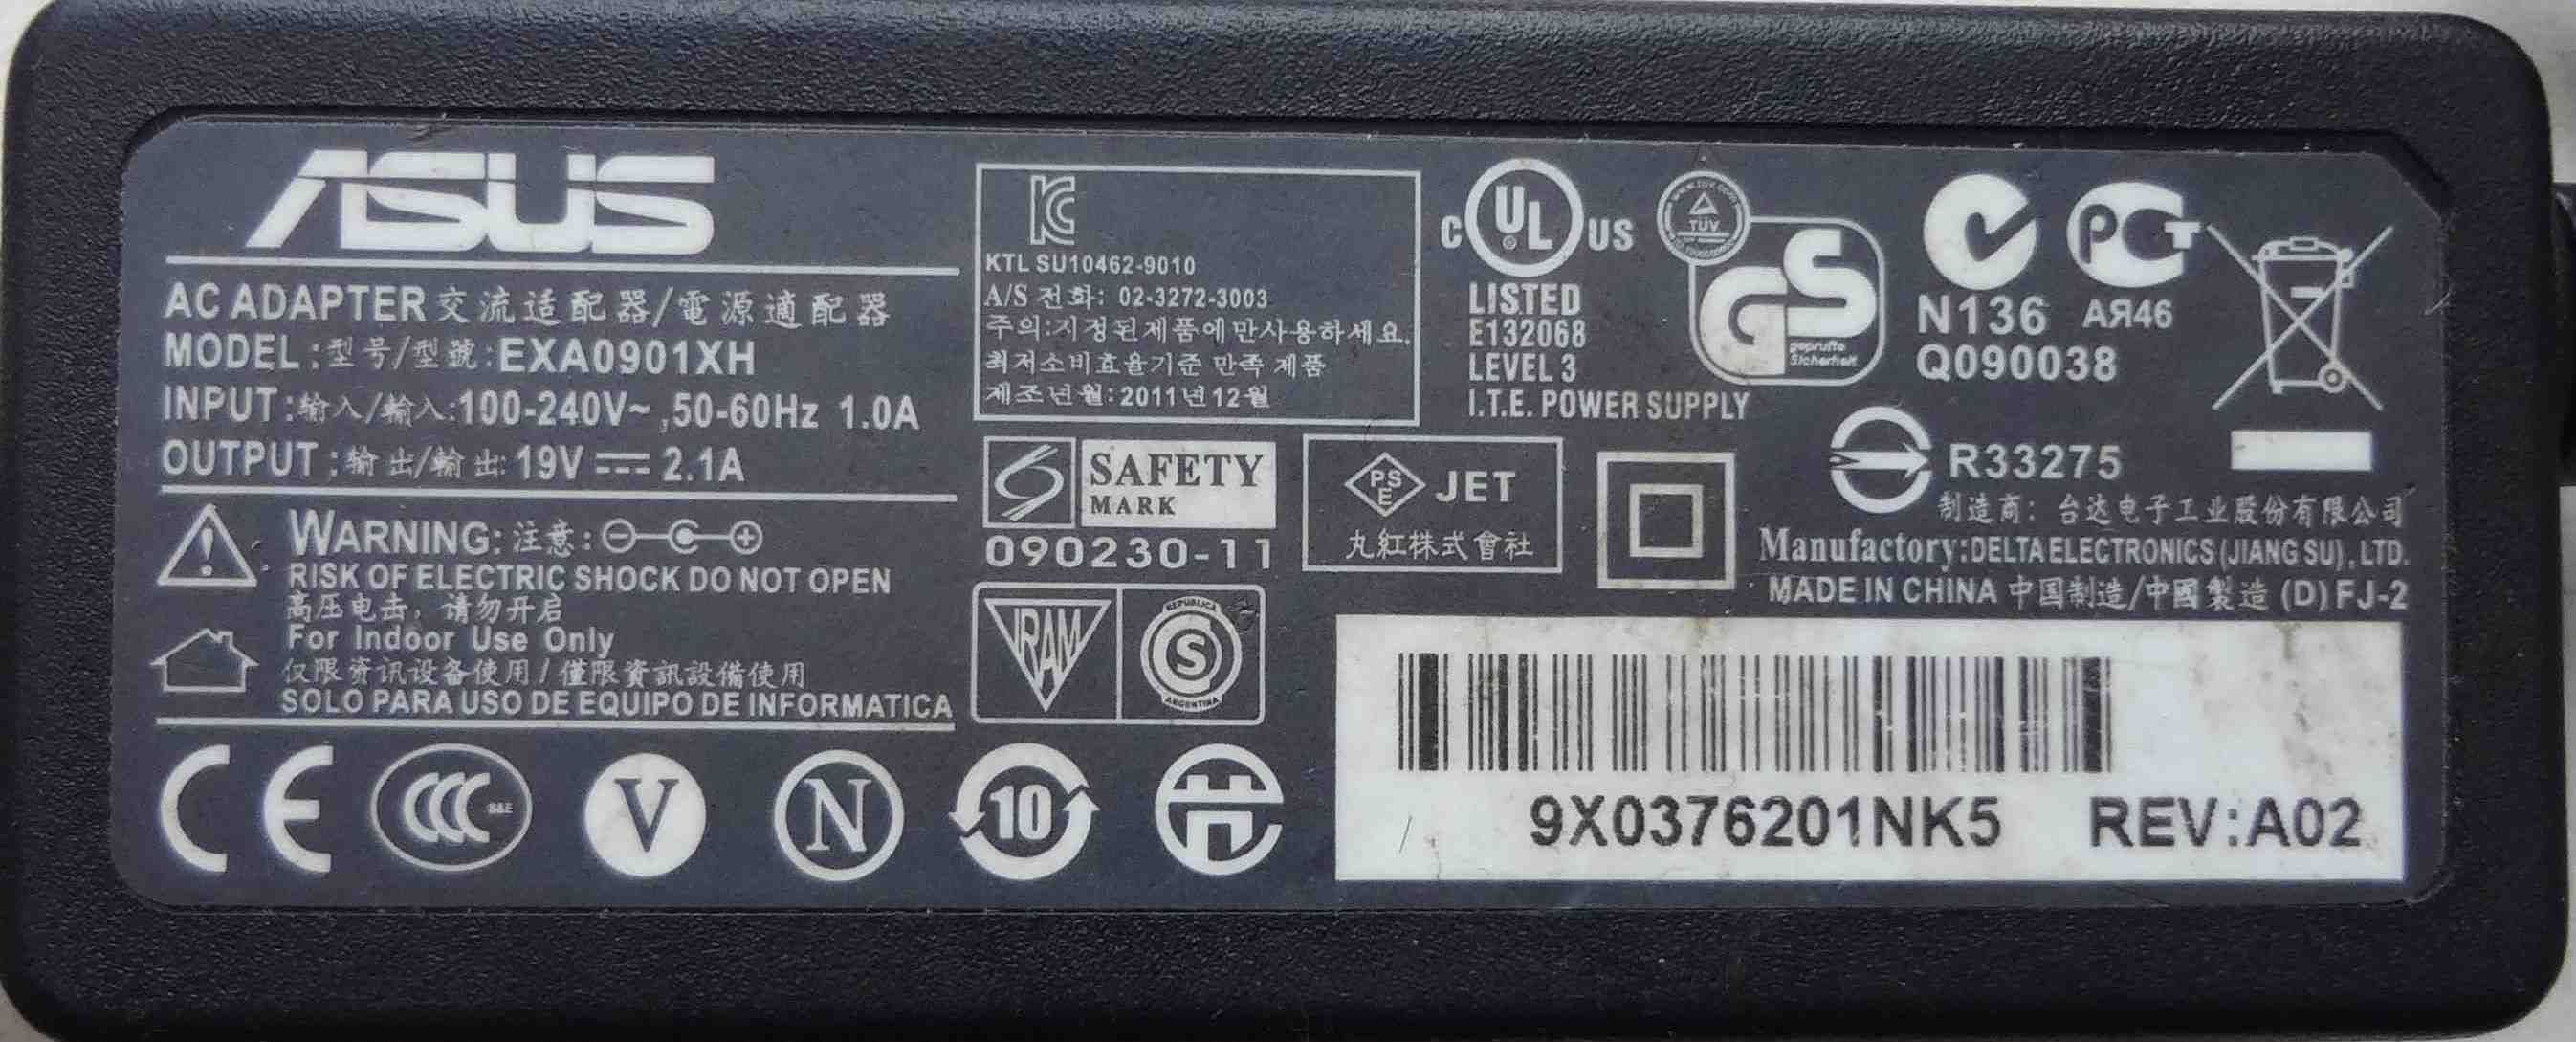 ASUS
AC ADAPTER 交流适配器/電源適配器
MODEL:型号/型號:EXA0901XH
INPUT:输入/輸入:100-240V~ ,50-60Hz 1.0A
OUTPUT:输出/輸出:19V ⎓ 2.1A
WARNING: 注意:
RISK OF ELECTRIC SHOCK DO NOT OPEN
高压电击，请勿开启
For Indoor Use Only
仅限资讯设备使用/僅限資訊設備使用
SOLO PARA USO DE EQUIPO DE INFORMATICA
CE
CCC S&E
V
N
10
KC
KTL SU10462-9010
A/S 전화: 02-3272-3003
주의:지정된제품에만사용하세요.
최저소비효율기준 만족 제품
제조년월:2011년12월
SAFETY
MARK
090230-11
PSE JET
丸紅株式會社
IRAM
REPUBLICA
S
ARGENTINA
C UL US
LISTED
E132068
LEVEL 3
I.T.E. POWER SUPPLY
TÜV
GS
geprüfte
Sicherheit
N136
Q090038
PCT
АЯ46
R33275
制造商: 台达电子工业股份有限公司
Manufactory:DELTA ELECTRONICS (JIANG SU), LTD.
MADE IN CHINA 中国制造/中國製造 (D) FJ-2
9X0376201NK5 REV:A02